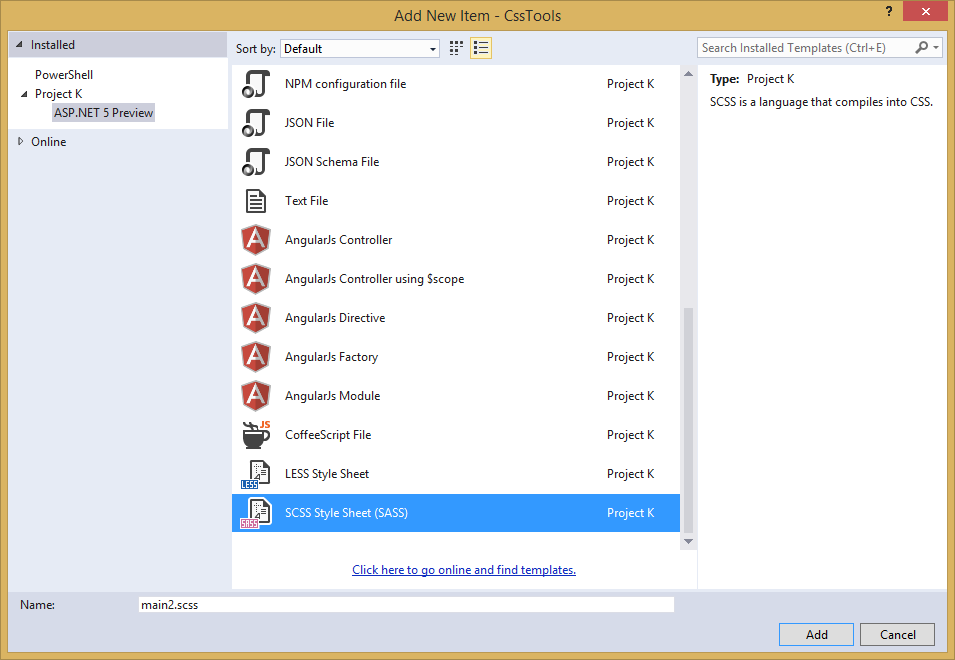 Add New Item - CssTools
?
Installed
PowerShell
Project K
ASP.NET 5 Preview
Online
Sort by: Default
Search Installed Templates (Ctrl+E)
NPM configuration file Project K
JSON File Project K
JSON Schema File Project K
Text File Project K
AngularJs Controller Project K
AngularJs Controller using $scope Project K
AngularJs Directive Project K
AngularJs Factory Project K
AngularJs Module Project K
JS CoffeeScript File Project K
LESS LESS Style Sheet Project K
SASS SCSS Style Sheet (SASS) Project K
Click here to go online and find templates.
Type: Project K
SCSS is a language that compiles into CSS.
Name: main2.scss
Add Cancel